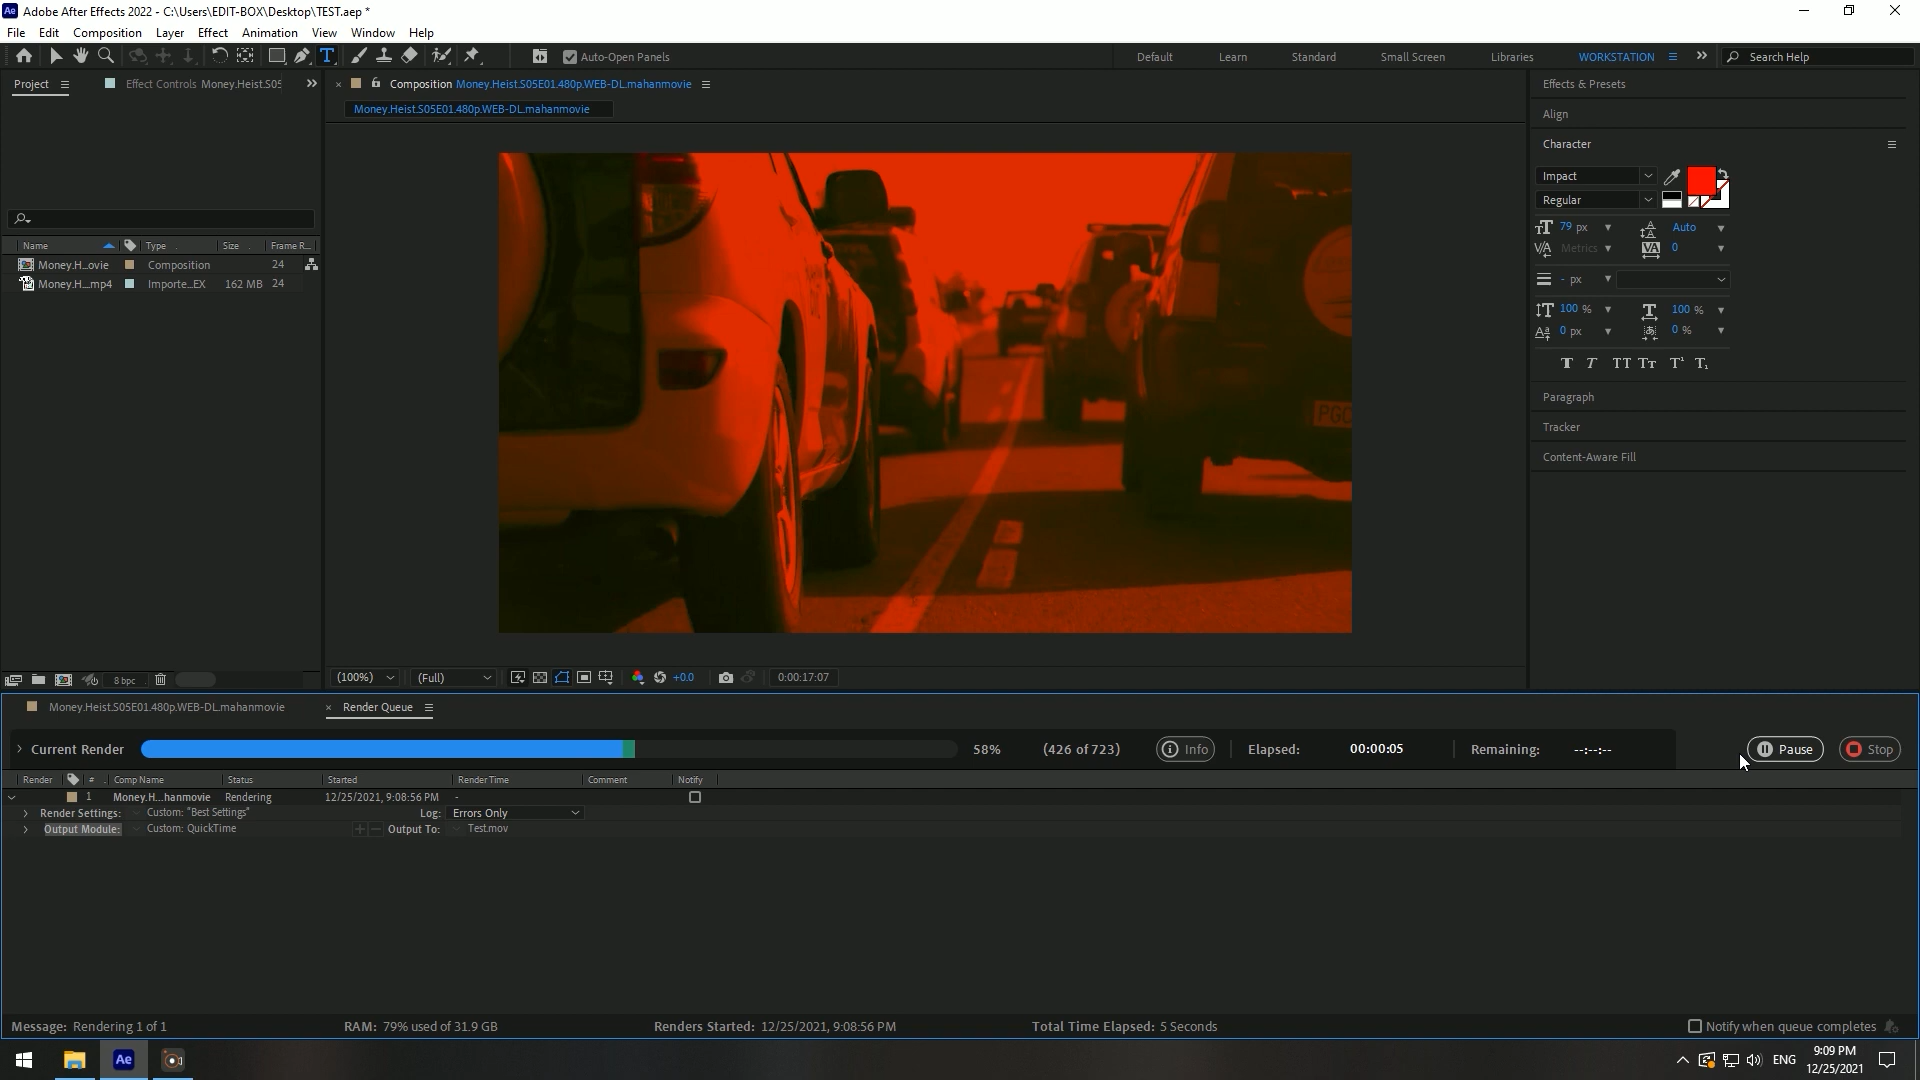 Adobe After Effects 2022 - C:\Users\EDIT-BOX\Desktop\TEST.aep *
File Edit Composition Layer Effect Animation View Window Help
Auto-Open Panels
Default Learn Standard Small Screen Libraries WORKSTATION Search Help
Project Effect Controls Money.Heist.S05
Composition Money.Heist.S05E01.480p.WEB-DL.mahanmovie
Money.Heist.S05E01.480p.WEB-DL.mahanmovie
Effects & Presets
Align
Character
Impact
Regular
79 px Auto
Metrics 0
- px
100 % 100 %
0 px 0 %
T T TT Tт T¹ T₁
Paragraph
Tracker
Content-Aware Fill
Name Type Size Frame R...
Money.H...ovie Composition 24
Money.H....mp4 Importe...EX 162 MB 24
PGC
8 bpc
(100%) (Full) +0.0 0:00:17:07
Money.Heist.S05E01.480p.WEB-DL.mahanmovie Render Queue
Current Render 58% (426 of 723) Info Elapsed: 00:00:05 Remaining: --:--:-- Pause Stop
Render # Comp Name Status Started Render Time Comment Notify
1 Money.H...hanmovie Rendering 12/25/2021, 9:08:56 PM -
Render Settings: Custom: "Best Settings" Log: Errors Only
Output Module: Custom: QuickTime Output To: Test.mov
Message: Rendering 1 of 1 RAM: 79% used of 31.9 GB Renders Started: 12/25/2021, 9:08:56 PM Total Time Elapsed: 5 Seconds Notify when queue completes
Ae ENG 9:09 PM
12/25/2021